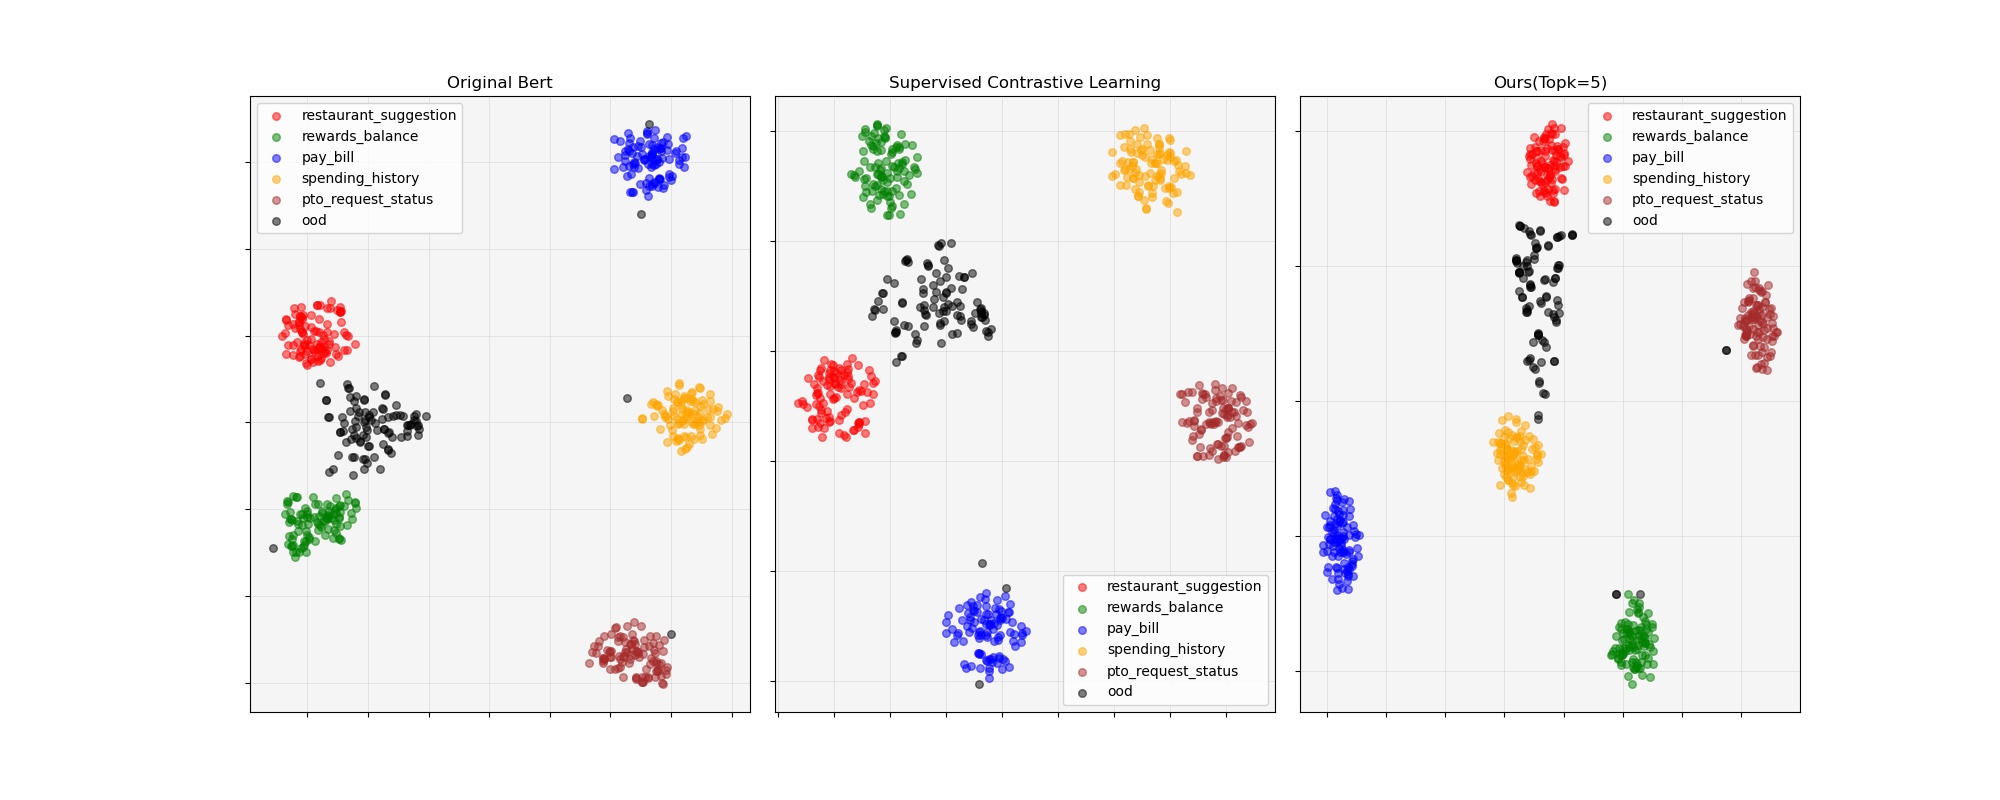 Original Bert
restaurant_suggestion
rewards_balance
pay_bill
spending_history
pto_request_status
ood
Supervised Contrastive Learning
restaurant_suggestion
rewards_balance
pay_bill
spending_history
pto_request_status
ood
Ours(Topk=5)
restaurant_suggestion
rewards_balance
pay_bill
spending_history
pto_request_status
ood